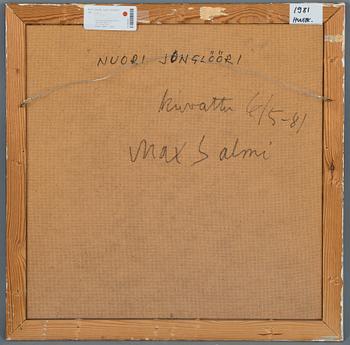 1981
NUORI JONGLÖÖRI
Kuvattu 6/5-81
Max Salmi